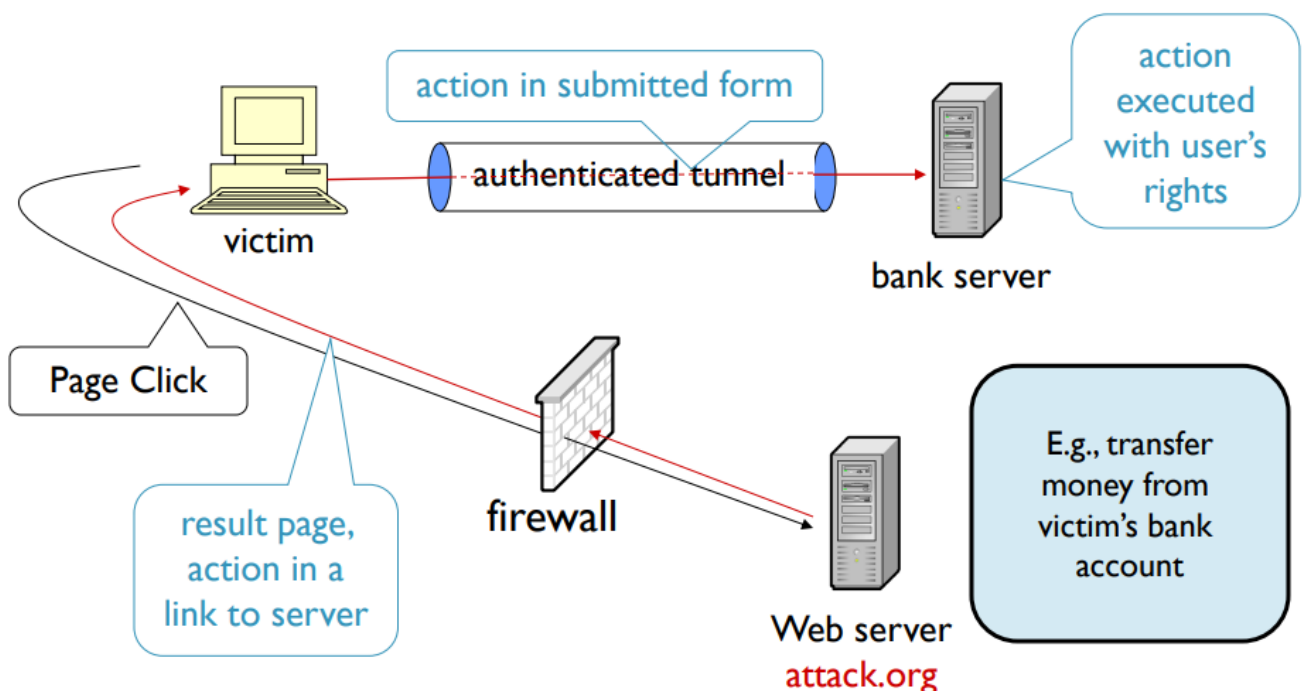 action in submitted form
action
executed
with user's
rights
authenticated tunnel
victim
bank server
Page Click
firewall
result page,
action in a
link to server
E.g., transfer
money from
victim's bank
account
Web server
attack.org